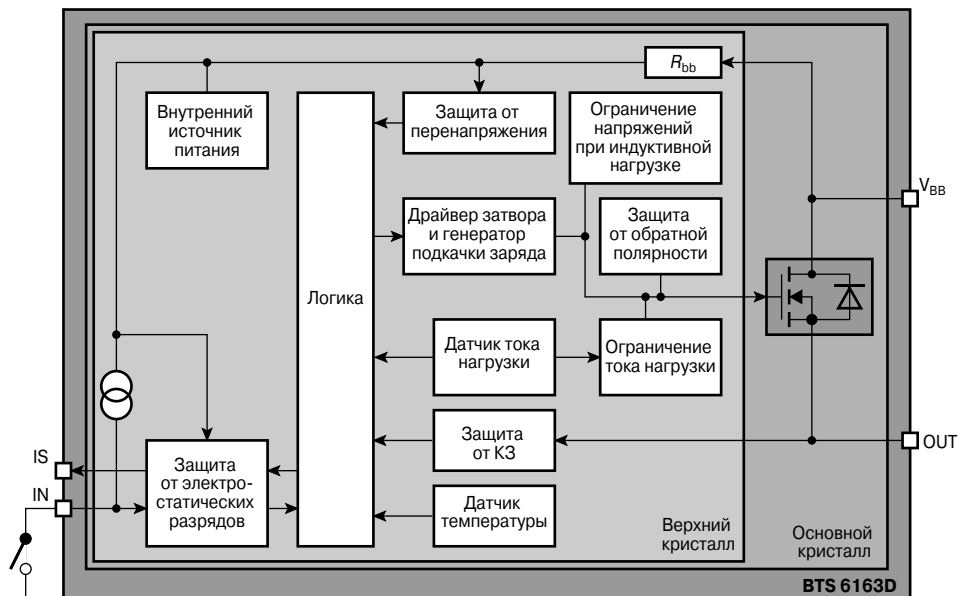 R_bb
Внутренний
источник
питания
Защита от
перенапряжения
Ограничение
напряжений
при индуктивной
нагрузке
V_BB
Драйвер затвора
и генератор
подкачки заряда
Защита
от обратной
полярности
Логика
Датчик тока
нагрузки
Ограничение
тока нагрузки
IS
IN
Защита
от электро-
статических
разрядов
Защита
от КЗ
OUT
Датчик
температуры
Верхний
кристалл
Основной
кристалл
BTS 6163D